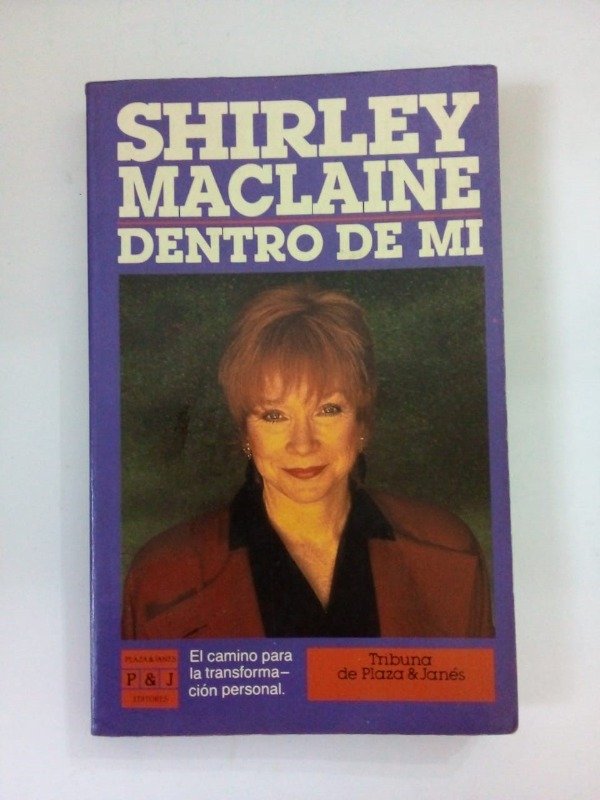 SHIRLEY
MACLAINE
DENTRO DE MI
PLAZA & JANES
P & J
EDITORES
El camino para
la transforma–
ción personal.
Tribuna
de Plaza & Janés